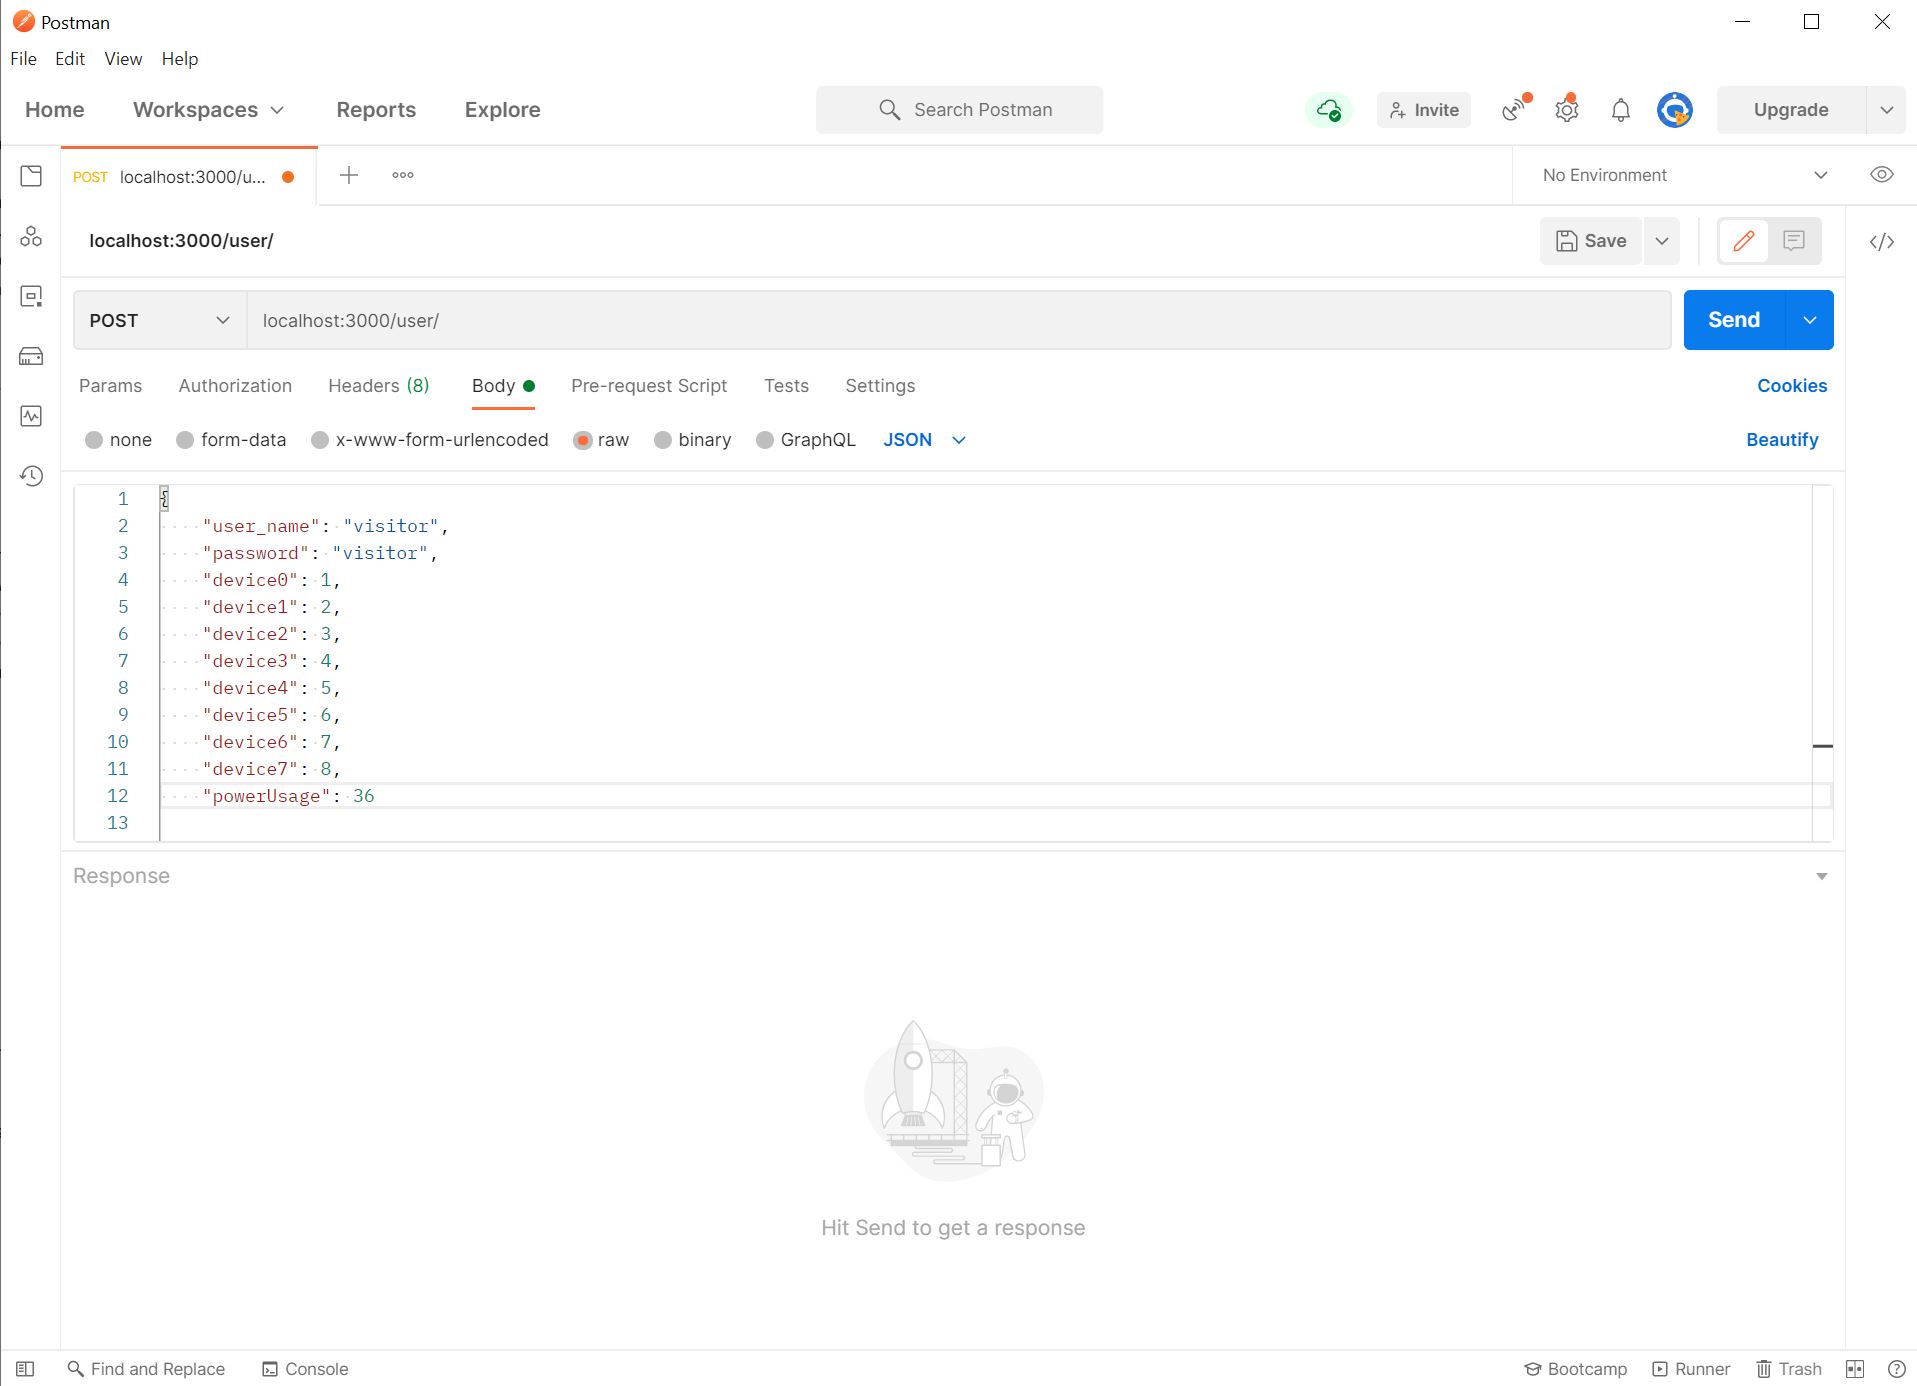 Postman
File Edit View Help
Home Workspaces Reports Explore Search Postman Invite Upgrade
POST localhost:3000/u... No Environment
localhost:3000/user/ Save
POST localhost:3000/user/ Send
Params Authorization Headers (8) Body Pre-request Script Tests Settings Cookies
none form-data x-www-form-urlencoded raw binary GraphQL JSON Beautify
1 {
2 "user_name": "visitor",
3 "password": "visitor",
4 "device0": 1,
5 "device1": 2,
6 "device2": 3,
7 "device3": 4,
8 "device4": 5,
9 "device5": 6,
10 "device6": 7,
11 "device7": 8,
12 "powerUsage": 36
13
Response
Hit Send to get a response
Find and Replace Console Bootcamp Runner Trash